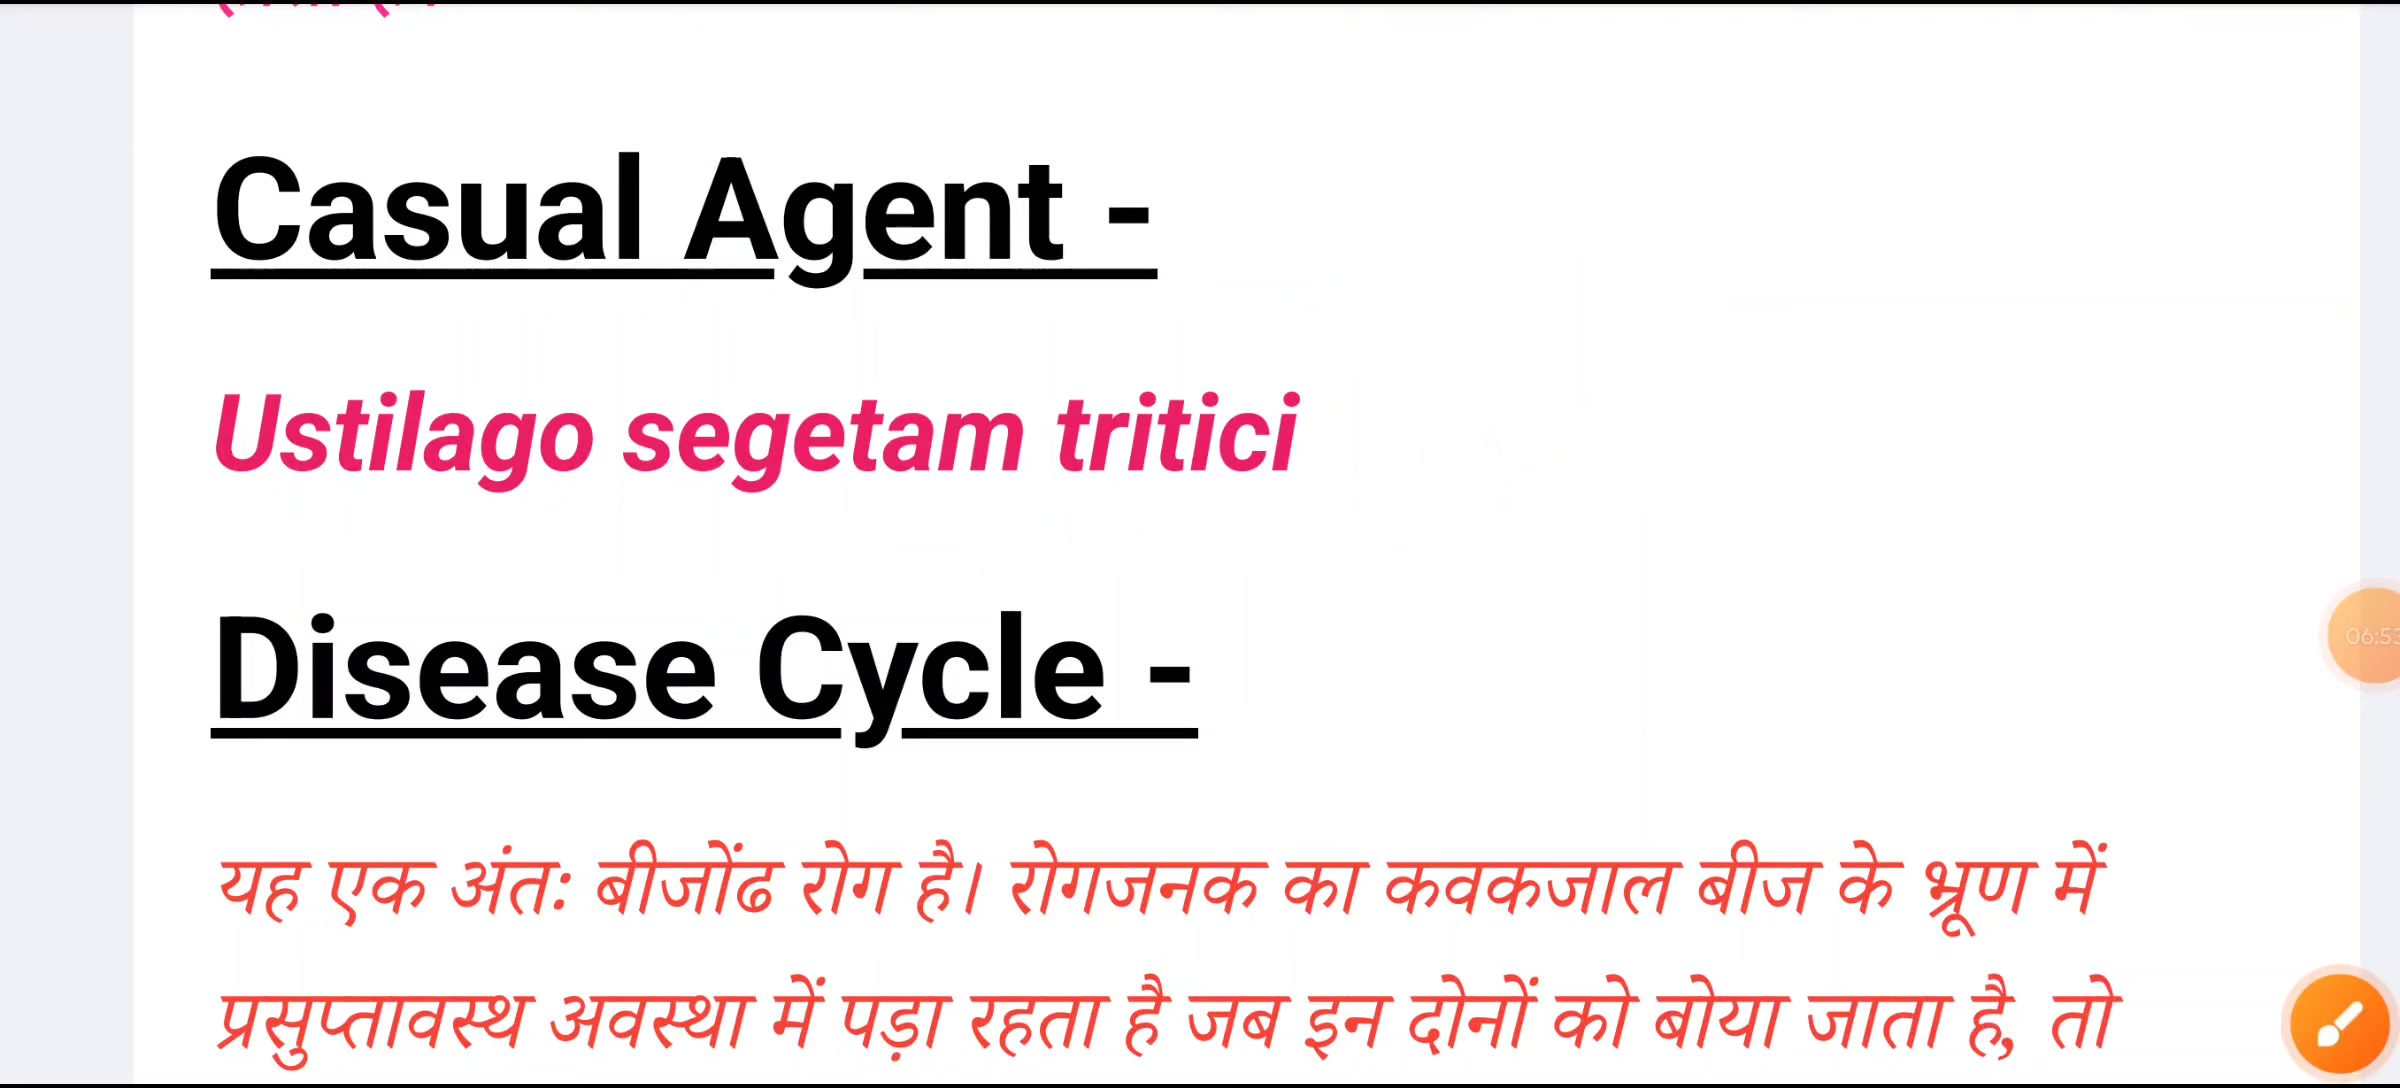 Casual Agent -
Ustilago segetam tritici
Disease Cycle -
यह एक अंत: बीजोंढ रोग है। रोगजनक का कवकजाल बीज के भ्रूण में
प्रसुप्तावस्थ अवस्था में पड़ा रहता है जब इन दोनों को बोया जाता है, तो